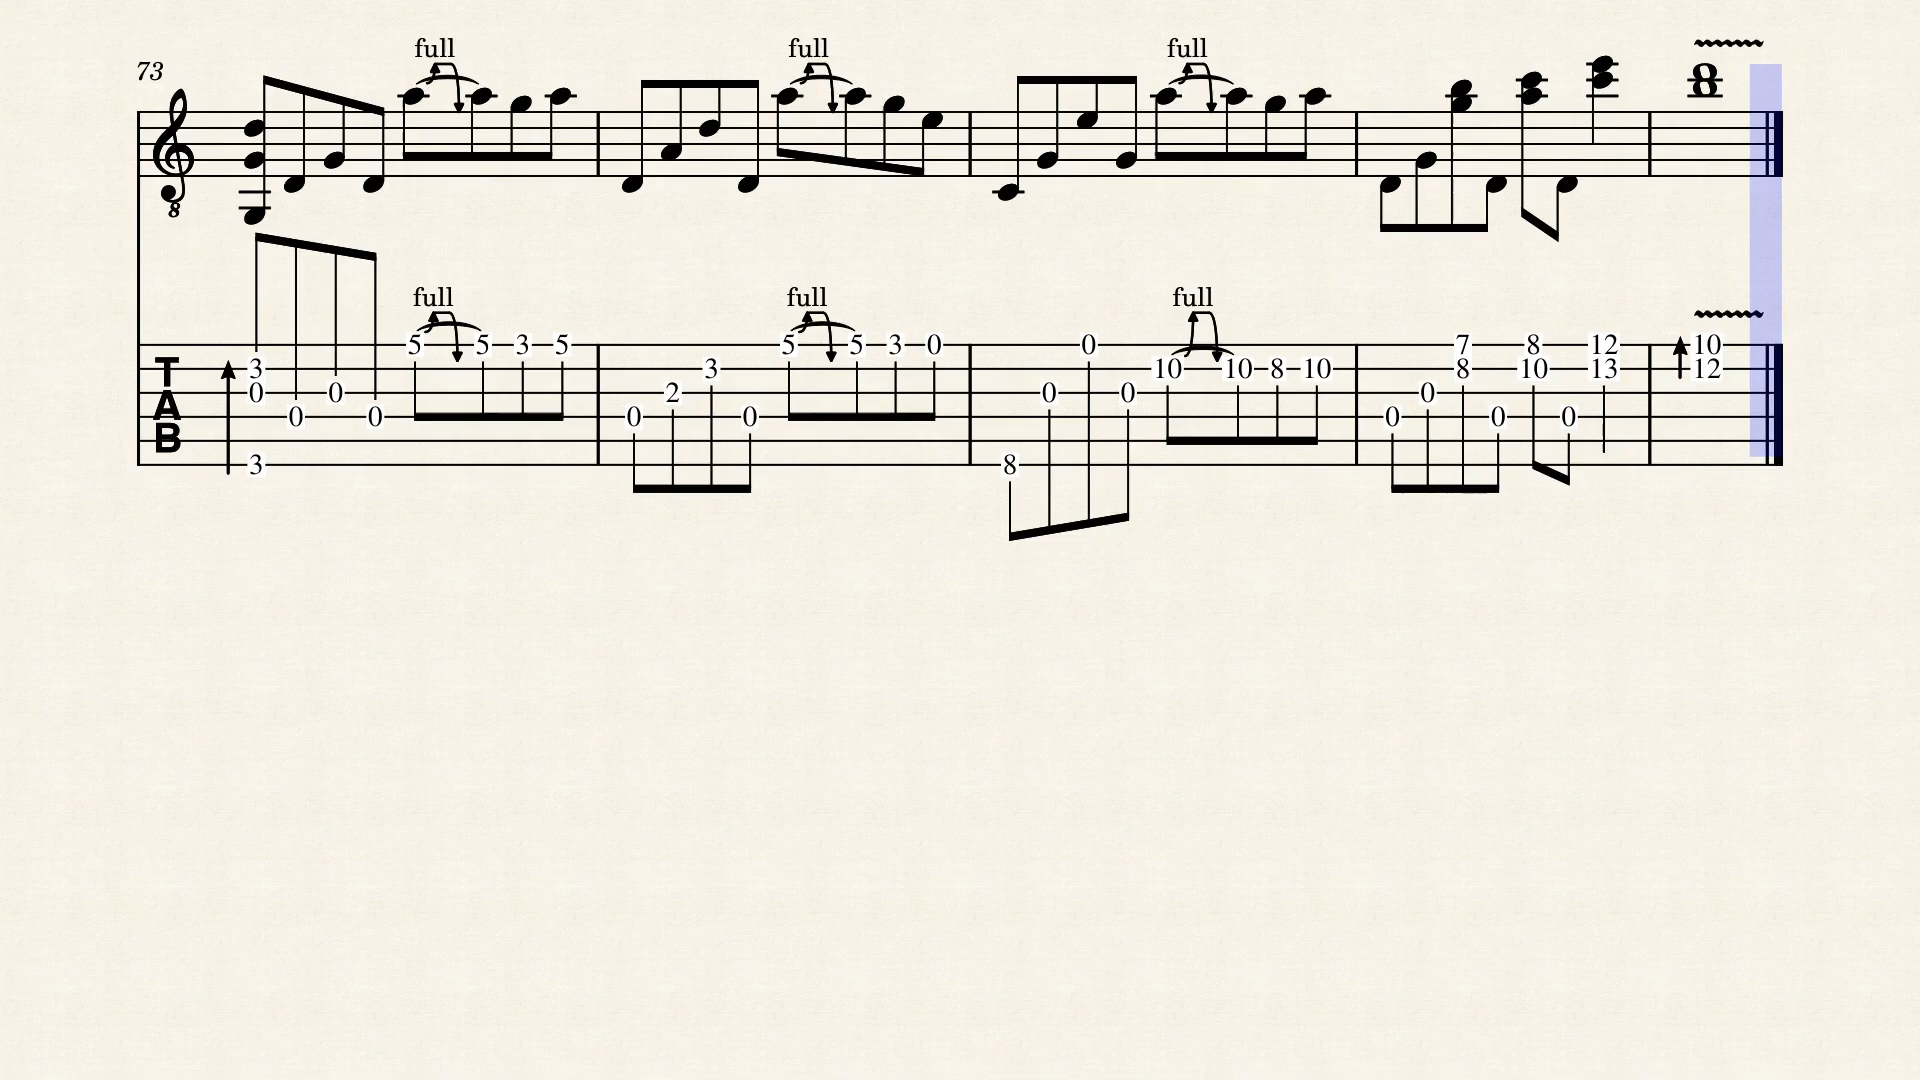 full full full
73
8
full full full
5 5 3 5 5 5 3 0 0 7 8 12 10
T 3 3 10 10 8 10 8 10 13 12
A 0 0 2 0 0 0
0 0 0 0 0 0 0
B
3 8